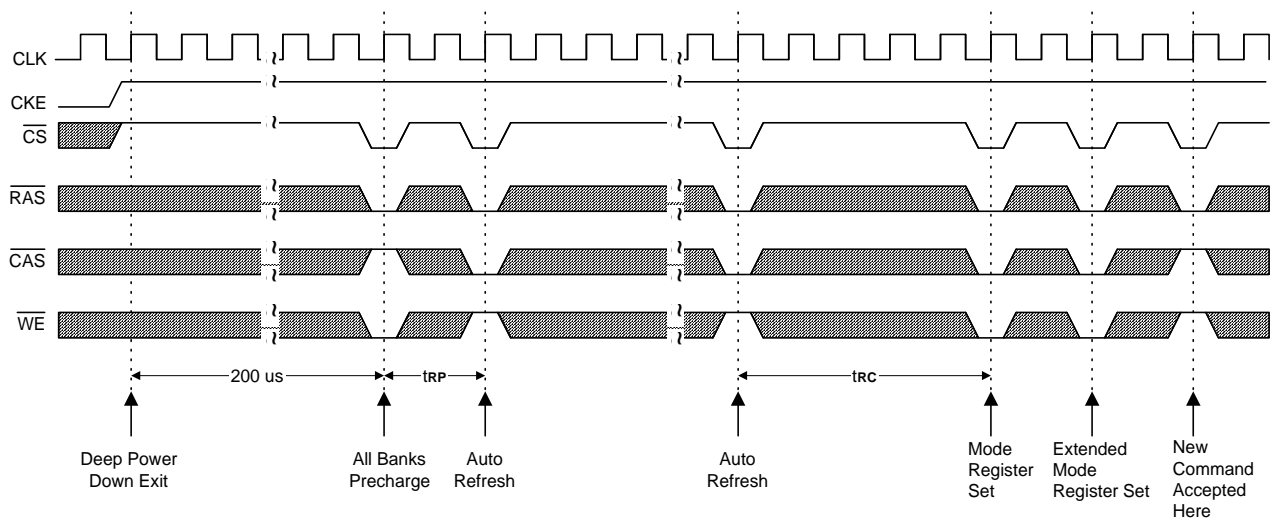 CLK
CKE
CS
RAS
CAS
WE
200 us
tRP
tRC
Deep Power
Down Exit
All Banks
Precharge
Auto
Refresh
Auto
Refresh
Mode
Register
Set
Extended
Mode
Register Set
New
Command
Accepted
Here